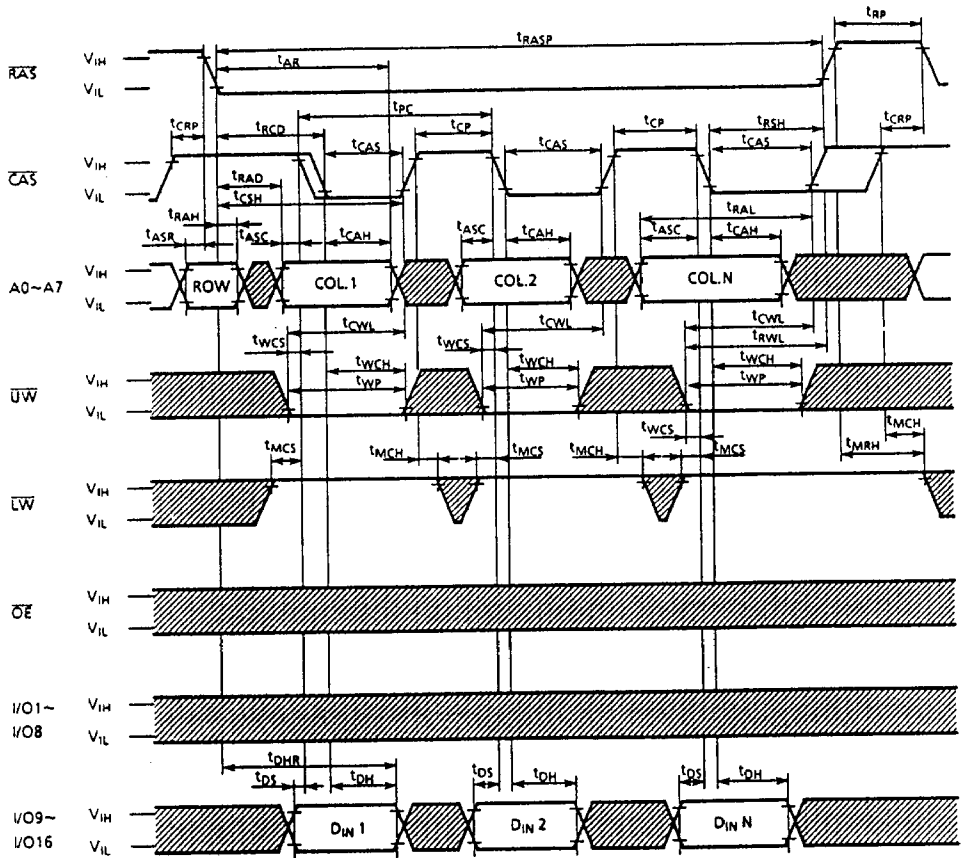 tRP
tRASP
RAS
VIH
VIL
tAR
tPC
tCRP
tRCD
tCP
tCP
tRSH
tCRP
CAS
VIH
VIL
tCAS
tCAS
tCAS
tRAD
tCSH
tRAH
tRAL
tASR
tASC
tCAH
tASC
tCAH
tASC
tCAH
A0~A7
VIH
VIL
ROW
COL.1
COL.2
COL.N
tCWL
tCWL
tCWL
tRWL
tWCS
tWCS
tWCH
tWP
tWCH
tWP
tWCH
tWP
UW
VIH
VIL
tWCS
tMCH
tMCS
tMCH
tMCS
tMCH
tMCS
tMRH
LW
VIH
VIL
OE
VIH
VIL
I/O1~
I/O8
VIH
VIL
tDHR
tDS
tDH
tDS
tDH
tDS
tDH
I/O9~
I/O16
VIH
VIL
DIN 1
DIN 2
DIN N